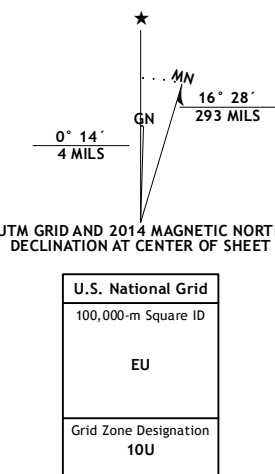 MN
16° 28´
293 MILS
GN
0° 14´
4 MILS
UTM GRID AND 2014 MAGNETIC NORTH
DECLINATION AT CENTER OF SHEET
U.S. National Grid
100,000-m Square ID
EU
Grid Zone Designation
10U